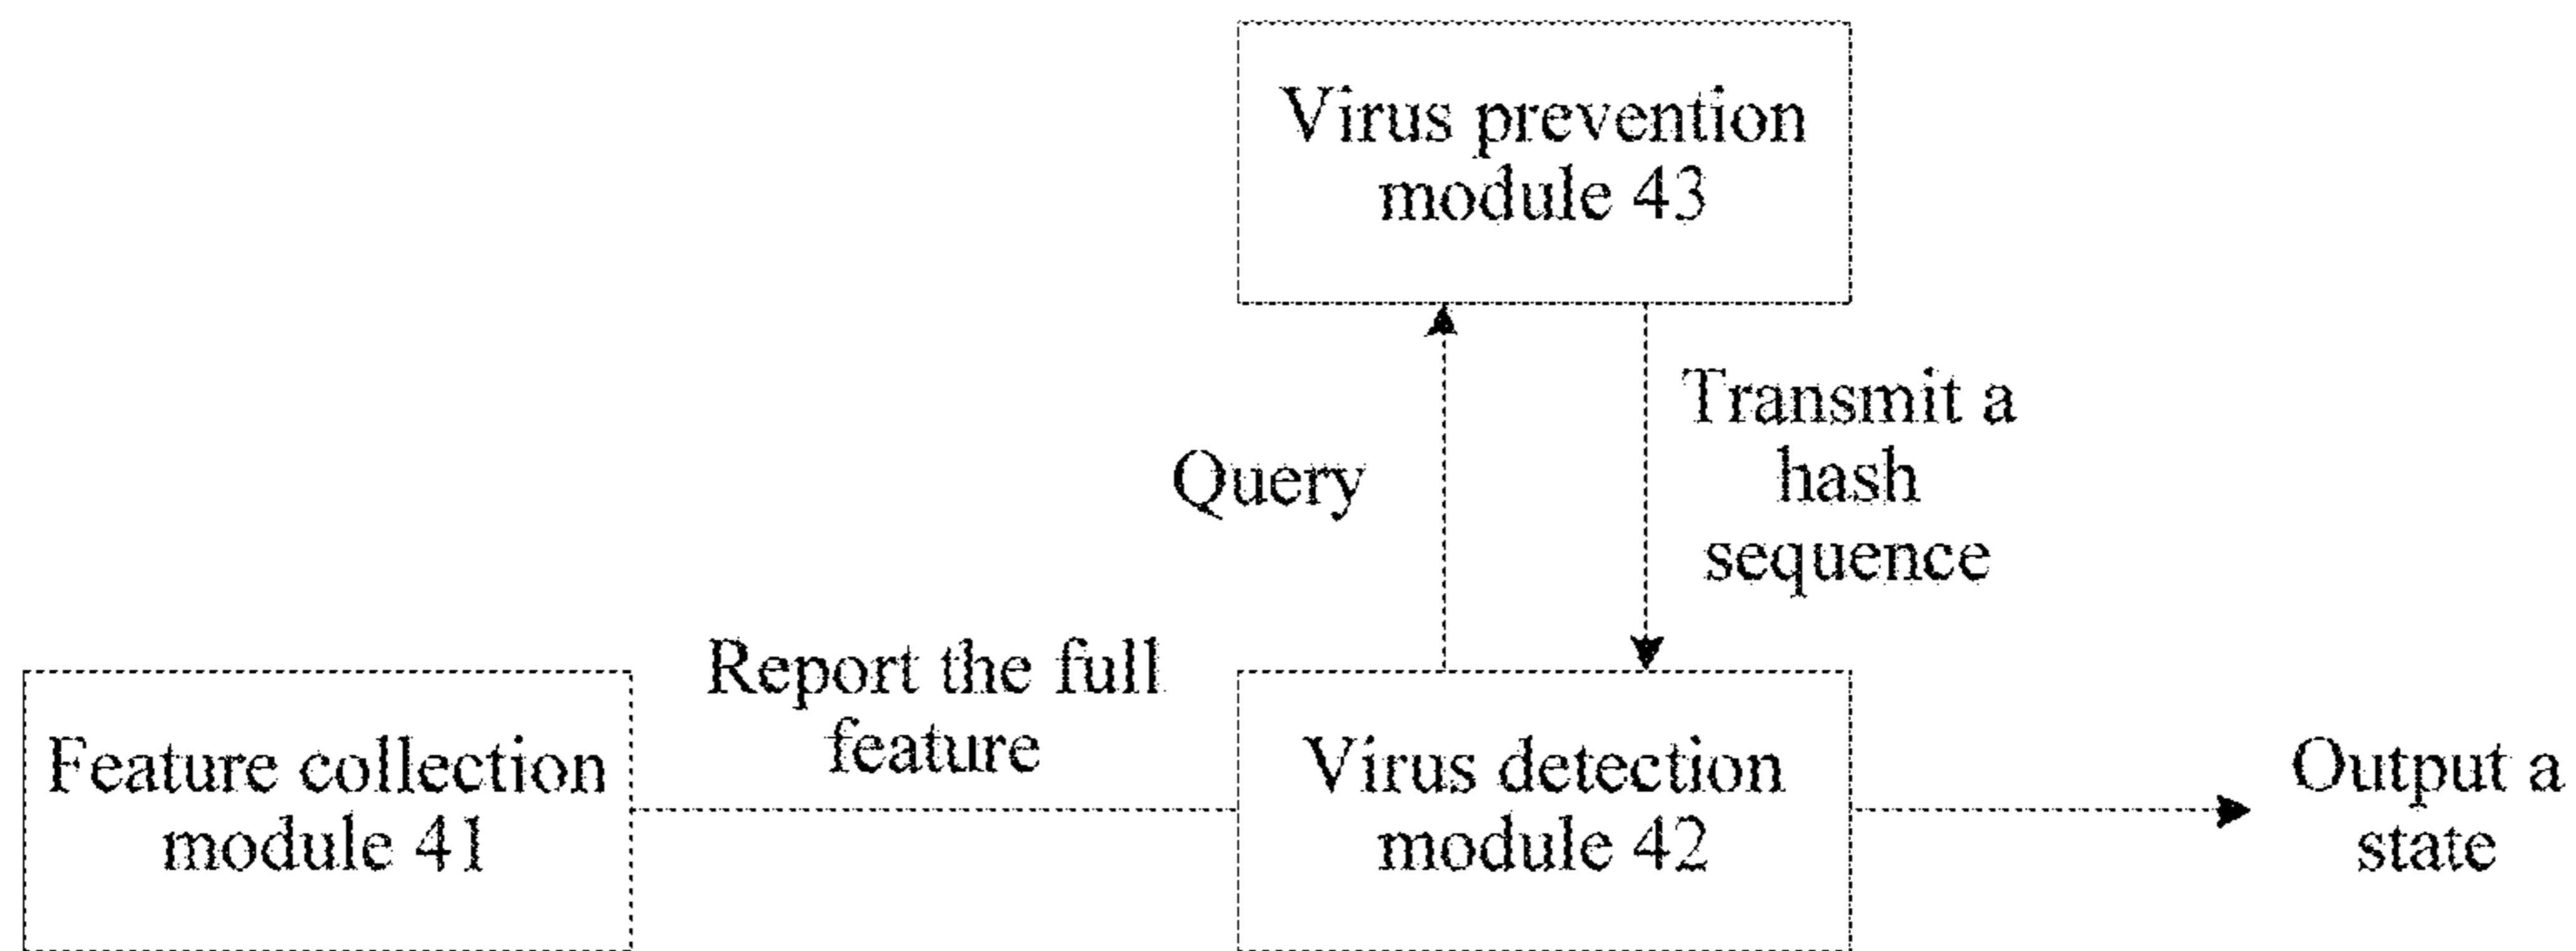 Virus prevention
module 43
Query
Transmit a
hash
sequence
Report the full
feature
Feature collection
module 41
Virus detection
module 42
Output a
state